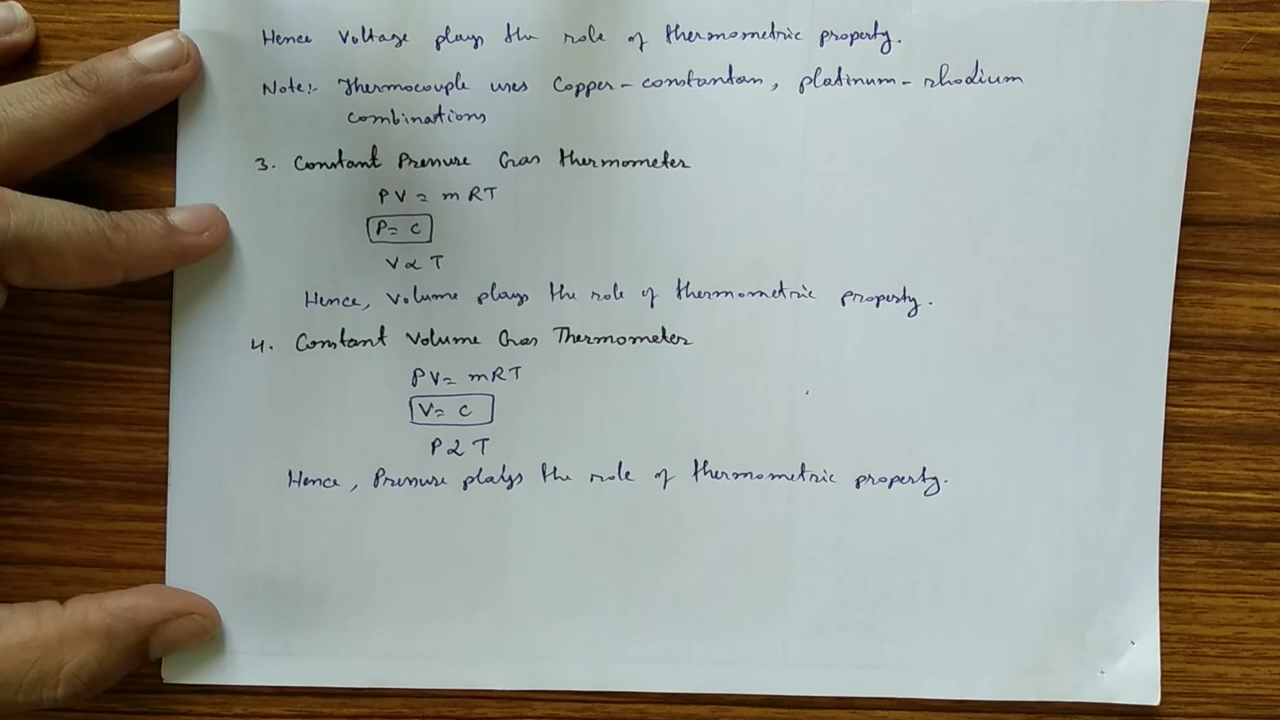 Hence Voltage plays the role of thermometric property.
Note:- Thermocouple uses Copper-constantan, platinum-rhodium
combinations
3. Constant Pressure Gas thermometer
PV = mRT
P = C
V ∝ T
Hence, Volume plays the role of thermometric property.
4. Constant Volume Gas Thermometer
PV = mRT
V = C
P ∝ T
Hence, Pressure plays the role of thermometric property.